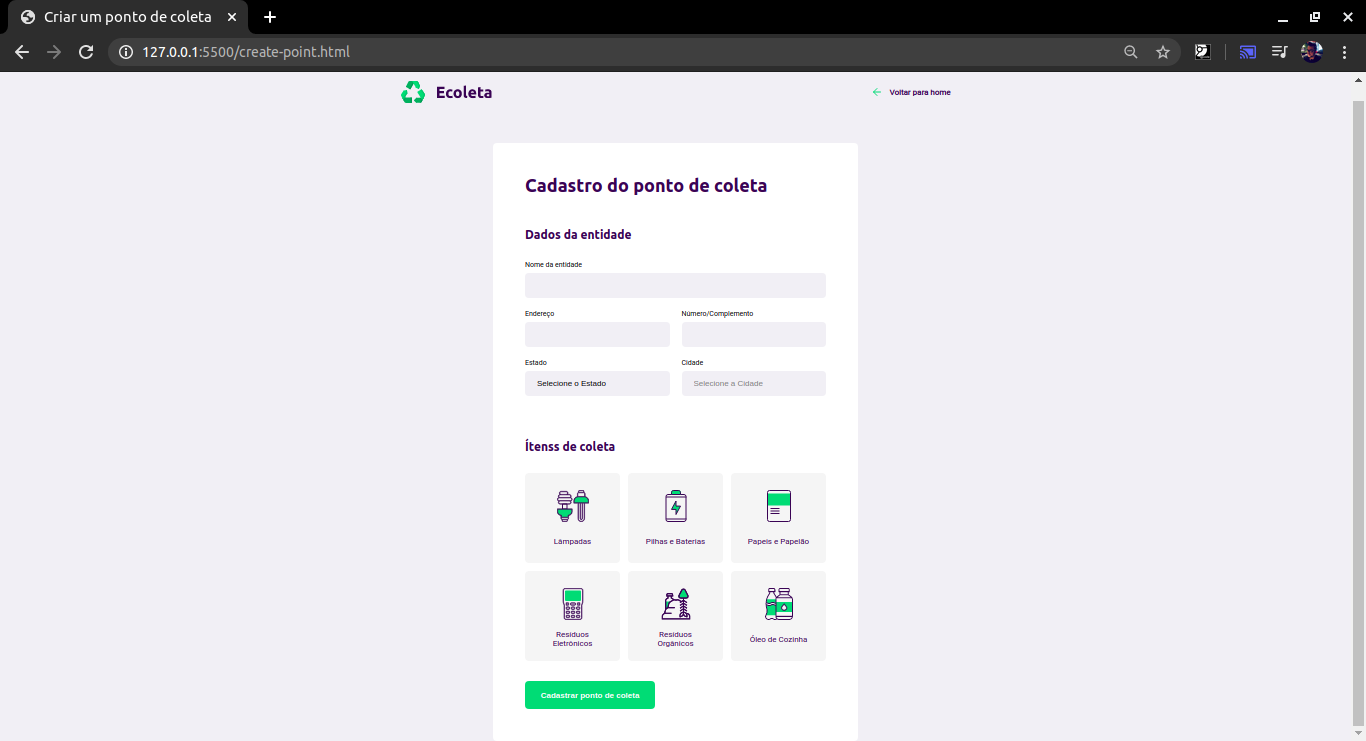 Criar um ponto de coleta
127.0.0.1:5500/create-point.html
Ecoleta
Voltar para home
Cadastro do ponto de coleta
Dados da entidade
Nome da entidade
Endereço
Número/Complemento
Estado
Cidade
Selecione o Estado
Selecione a Cidade
Ítenss de coleta
Lâmpadas
Pilhas e Baterias
Papeis e Papelão
Resíduos
Eletrônicos
Resíduos
Orgânicos
Óleo de Cozinha
Cadastrar ponto de coleta